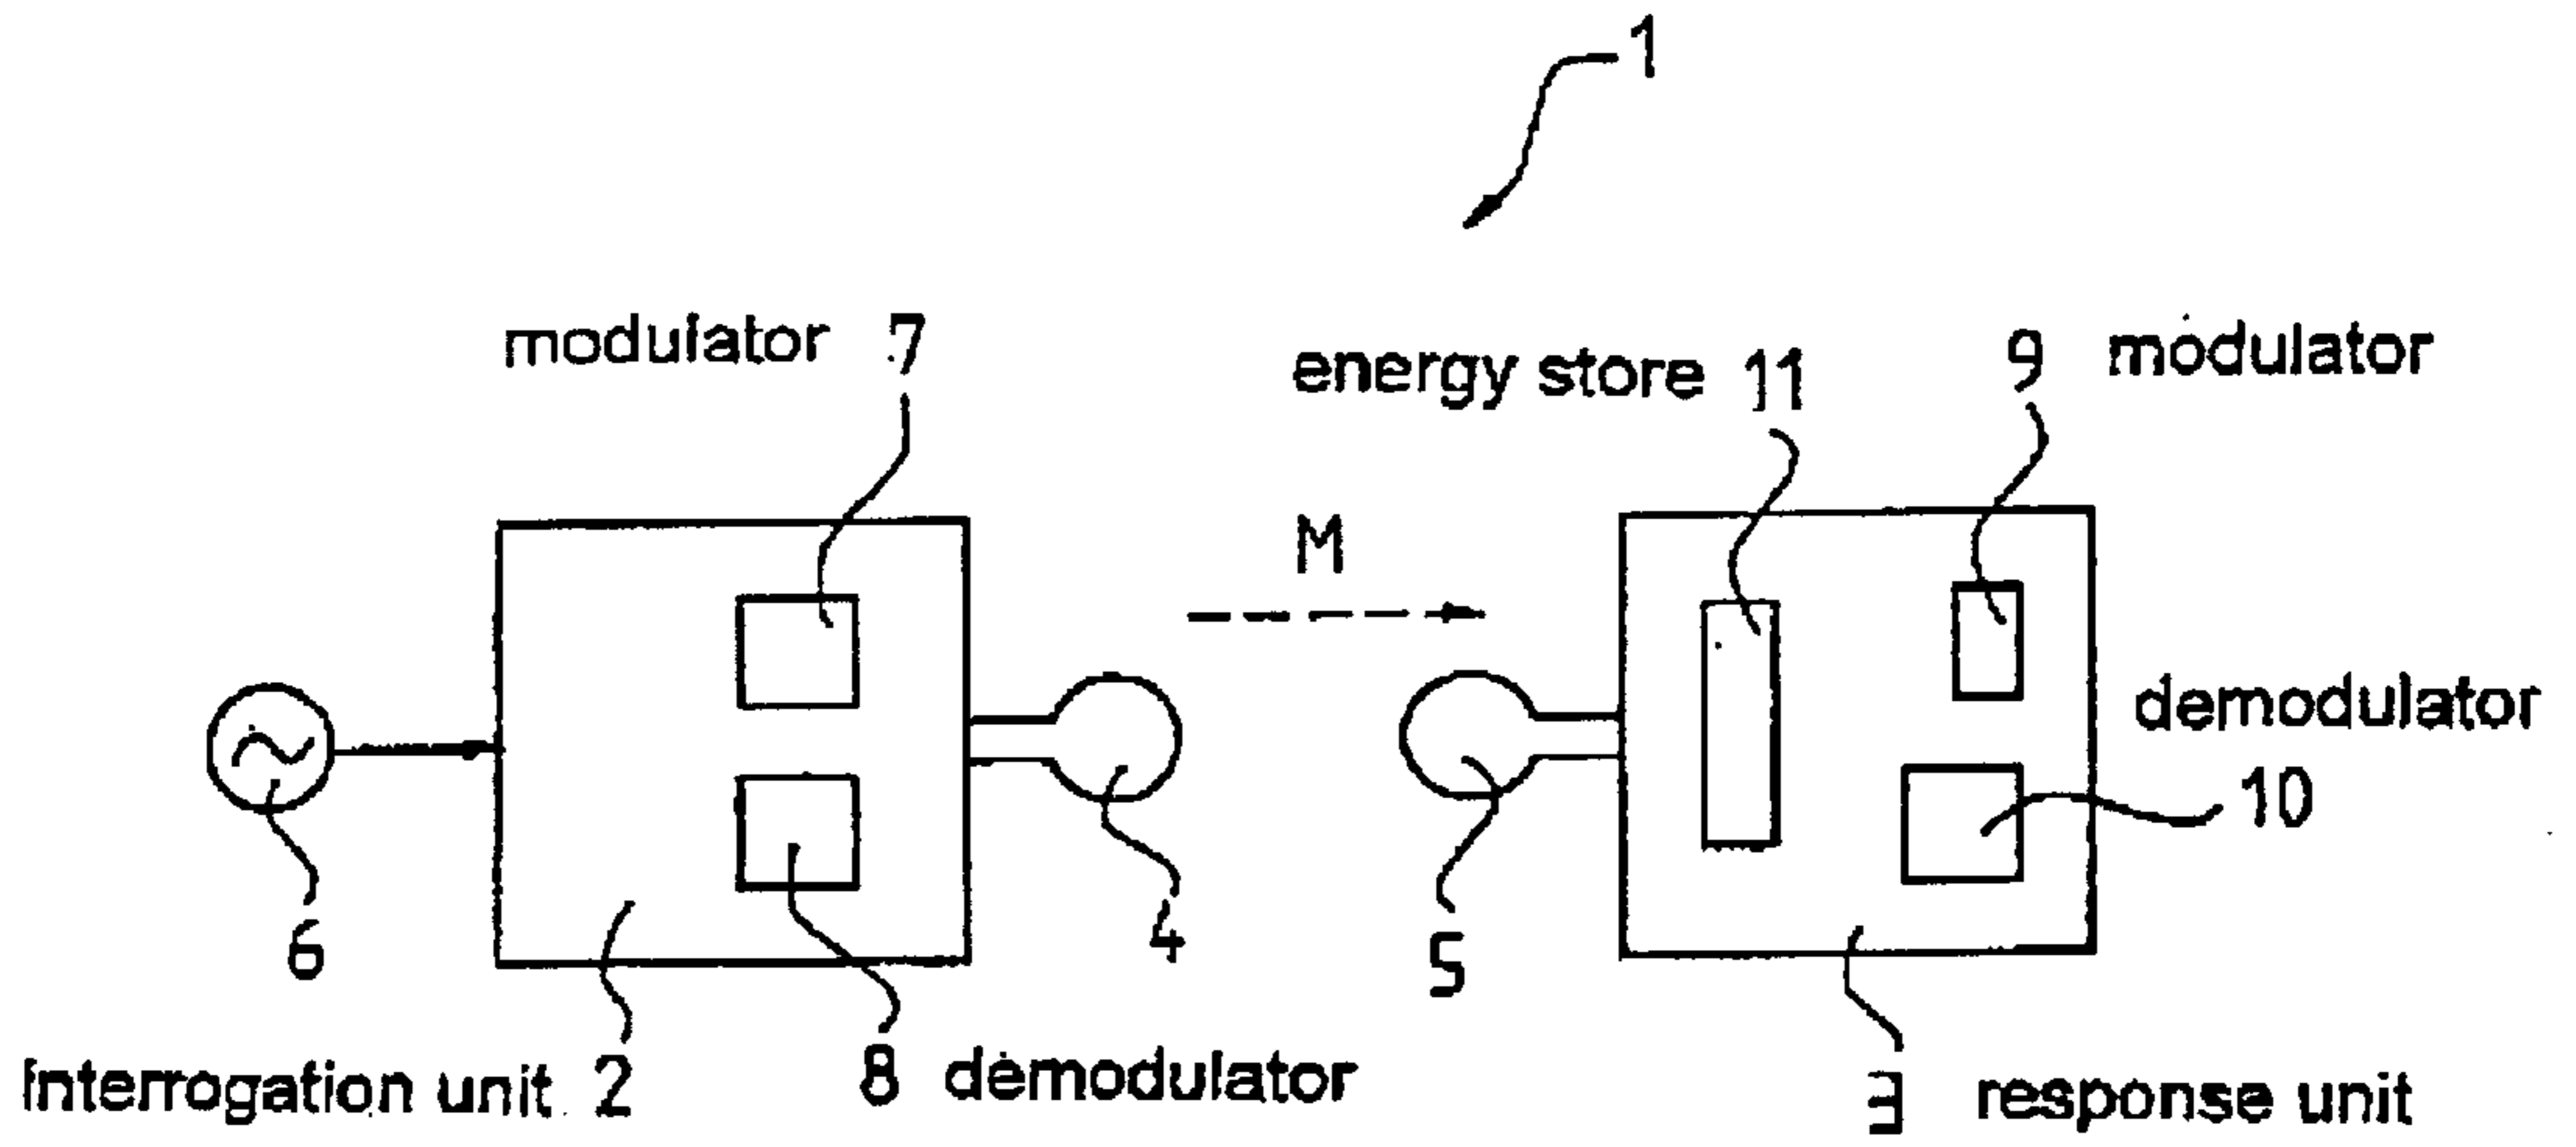 1
modulator 7
energy store 11
9 modulator
M
demodulator
10
6
4
5
Interrogation unit 2
8 demodulator
3 response unit